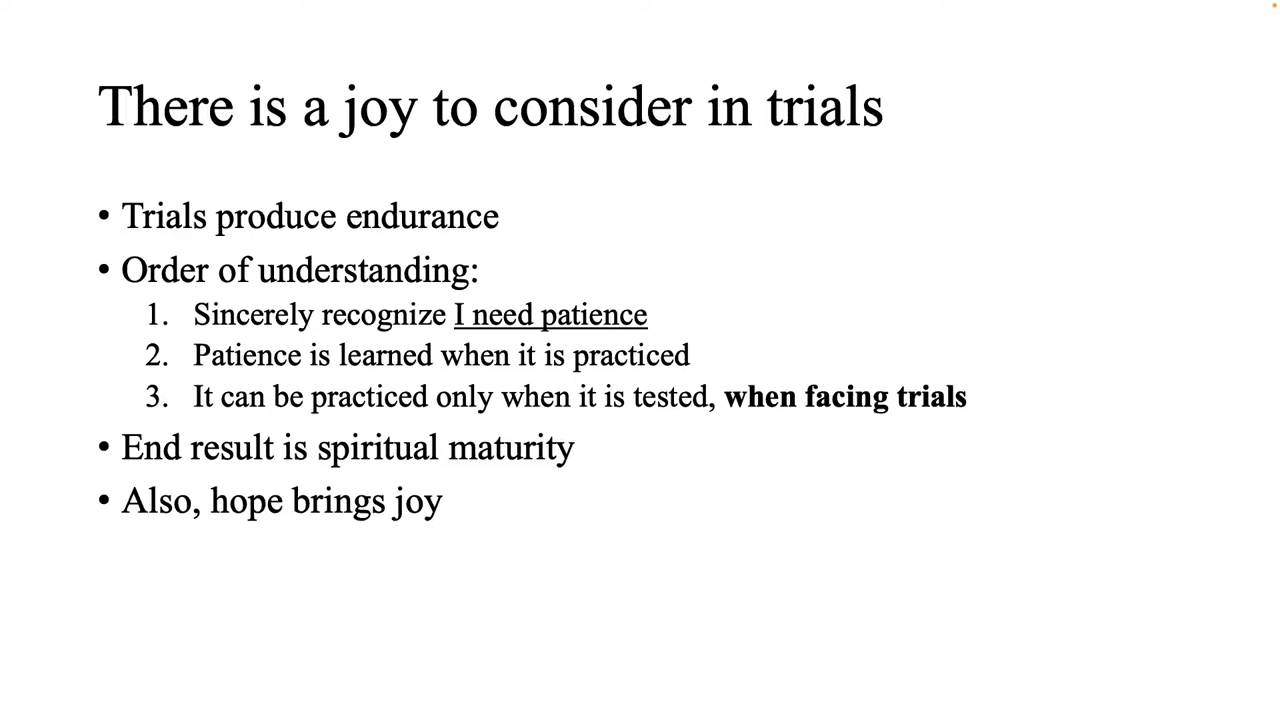 There is a joy to consider in trials
• Trials produce endurance
• Order of understanding:
1. Sincerely recognize I need patience
2. Patience is learned when it is practiced
3. It can be practiced only when it is tested, when facing trials
• End result is spiritual maturity
• Also, hope brings joy